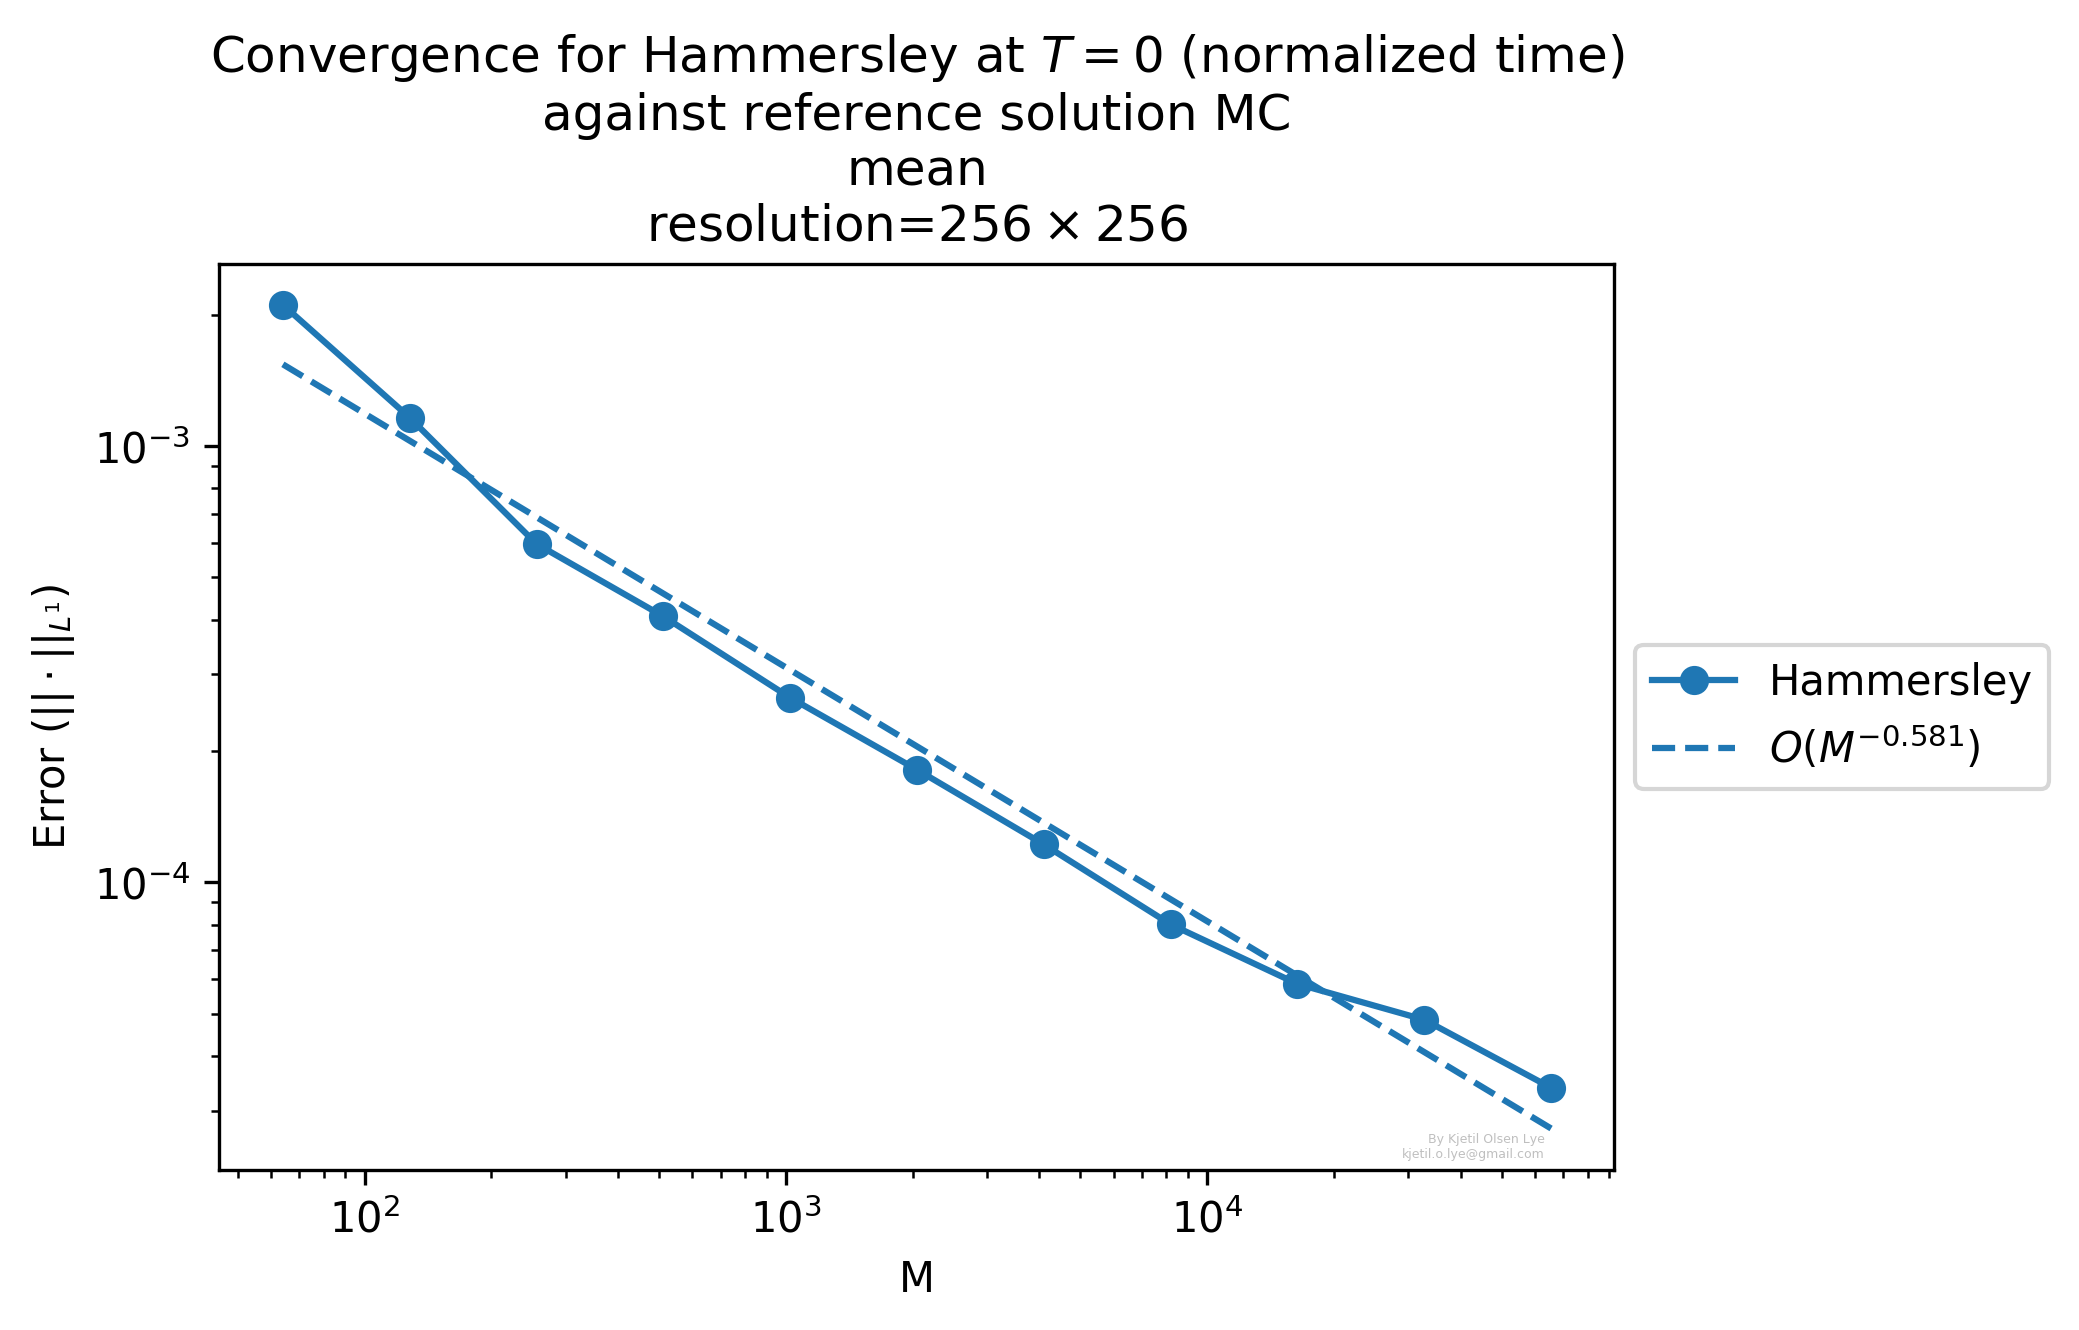 Convergence for Hammersley at T = 0 (normalized time)
against reference solution MC
mean
resolution=256 × 256
Error (|| · ||_{L^1})
10^{-3}
10^{-4}
10^2
10^3
10^4
M
Hammersley
O(M^{-0.581})
By Kjetil Olsen Lye
kjetil.o.lye@gmail.com